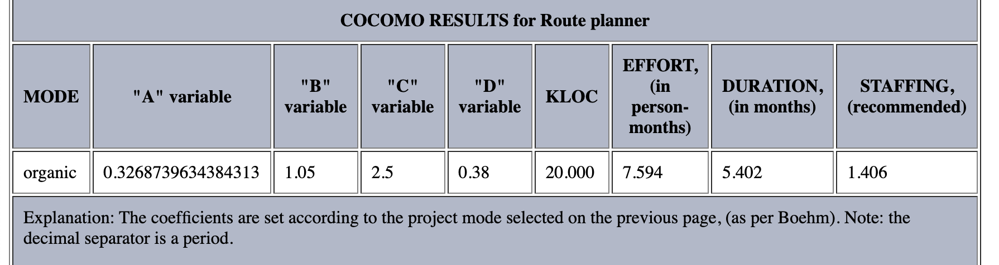 COCOMO RESULTS for Route planner
MODE
"A" variable
"B"
variable
"C"
variable
"D"
variable
KLOC
EFFORT,
(in
person-
months)
DURATION,
(in months)
STAFFING,
(recommended)
organic
0.3268739634384313
1.05
2.5
0.38
20.000
7.594
5.402
1.406
Explanation: The coefficients are set according to the project mode selected on the previous page, (as per Boehm). Note: the
decimal separator is a period.